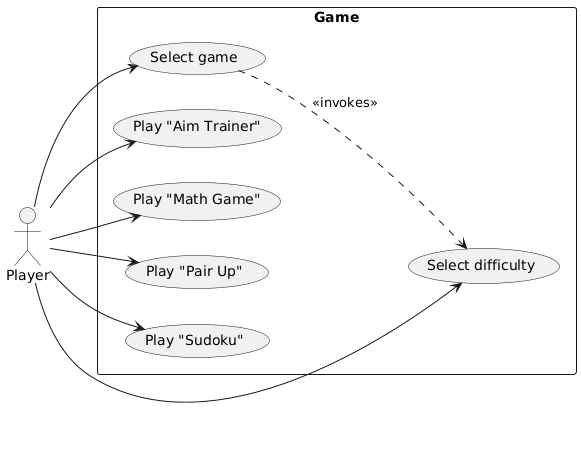 Game
Select game
«invokes»
Play "Aim Trainer"
Play "Math Game"
Play "Pair Up"
Select difficulty
Player
Play "Sudoku"